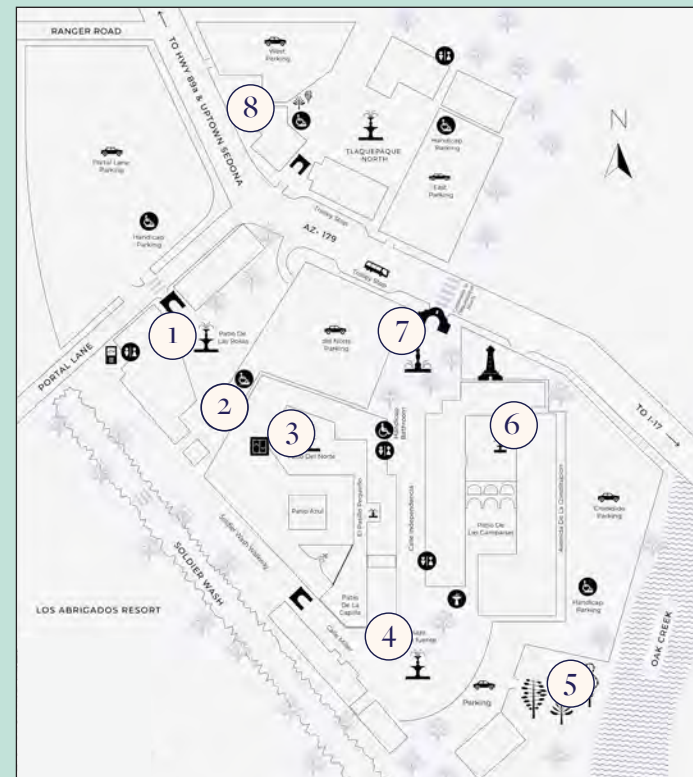 RANGER ROAD
TO HWY 89a & UPTOWN SEDONA
West
Parking
8
N
TLAQUEPAQUE
NORTH
Handicap
Parking
East
Parking
Portal Lane
Parking
Handicap
Parking
Trolley Stop
AZ- 179
Trolley Stop
1
Patio De
Las Rosas
del Norte
Parking
7
PORTAL LANE
TO I-17
2
3
Del Norte
Handicap
Bathroom
6
Patio Azul
El Pasillo Pequeño
Calle Independencia
Patio De
Las Campanas
Creekside
Parking
Soldier Wash Walkway
SOLDIER WASH
LOS ABRIGADOS RESORT
Patio
De La
Capilla
Calle Miller
4
Handicap
Parking
OAK CREEK
5
Parking